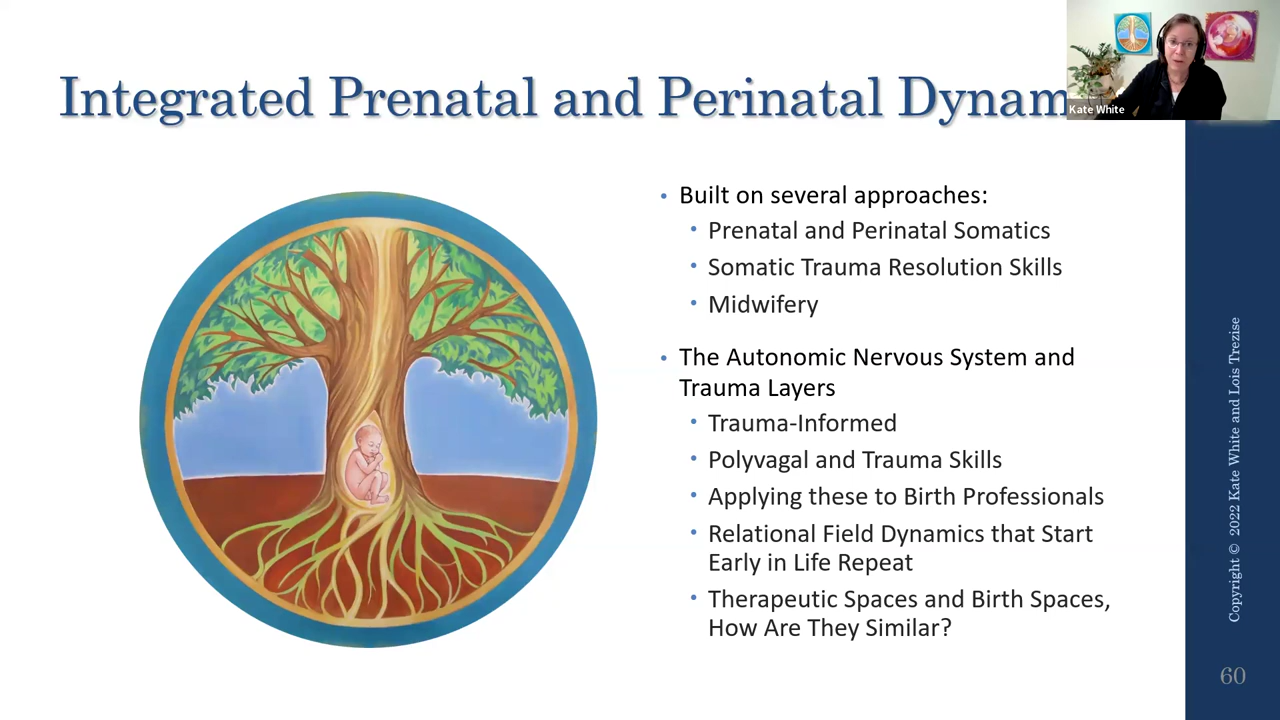 Integrated Prenatal and Perinatal Dynam
Kate White
• Built on several approaches:
• Prenatal and Perinatal Somatics
• Somatic Trauma Resolution Skills
• Midwifery
• The Autonomic Nervous System and
Trauma Layers
• Trauma-Informed
• Polyvagal and Trauma Skills
• Applying these to Birth Professionals
• Relational Field Dynamics that Start
Early in Life Repeat
• Therapeutic Spaces and Birth Spaces,
How Are They Similar?
Copyright © 2022 Kate White and Lois Trezise
60